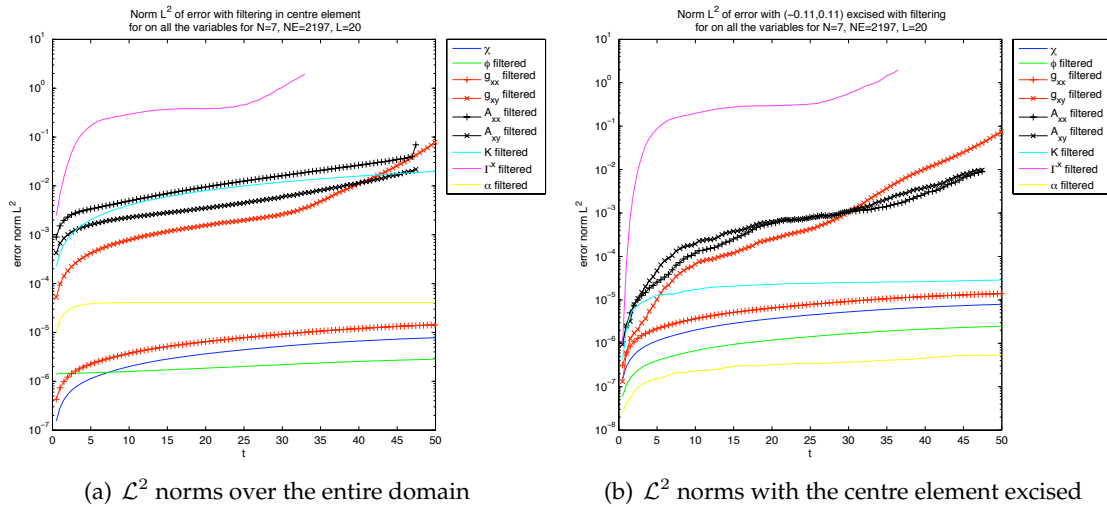 Norm L² of error with filtering in centre element
for on all the variables for N=7, NE=2197, L=20
10¹
10⁰
10⁻¹
10⁻²
10⁻³
10⁻⁴
10⁻⁵
10⁻⁶
10⁻⁷
error norm L²
0 5 10 15 20 25 30 35 40 45 50
t
χ
ϕ filtered
g_xx filtered
g_xy filtered
A_xx filtered
A_xy filtered
K filtered
Γ^x filtered
α filtered
(a) ℒ² norms over the entire domain
Norm L² of error with (−0.11,0.11) excised with filtering
for on all the variables for N=7, NE=2197, L=20
10¹
10⁰
10⁻¹
10⁻²
10⁻³
10⁻⁴
10⁻⁵
10⁻⁶
10⁻⁷
10⁻⁸
error norm L²
0 5 10 15 20 25 30 35 40 45 50
t
χ
ϕ filtered
g_xx filtered
g_xy filtered
A_xx filtered
A_xy filtered
K filtered
Γ^x filtered
α filtered
(b) ℒ² norms with the centre element excised